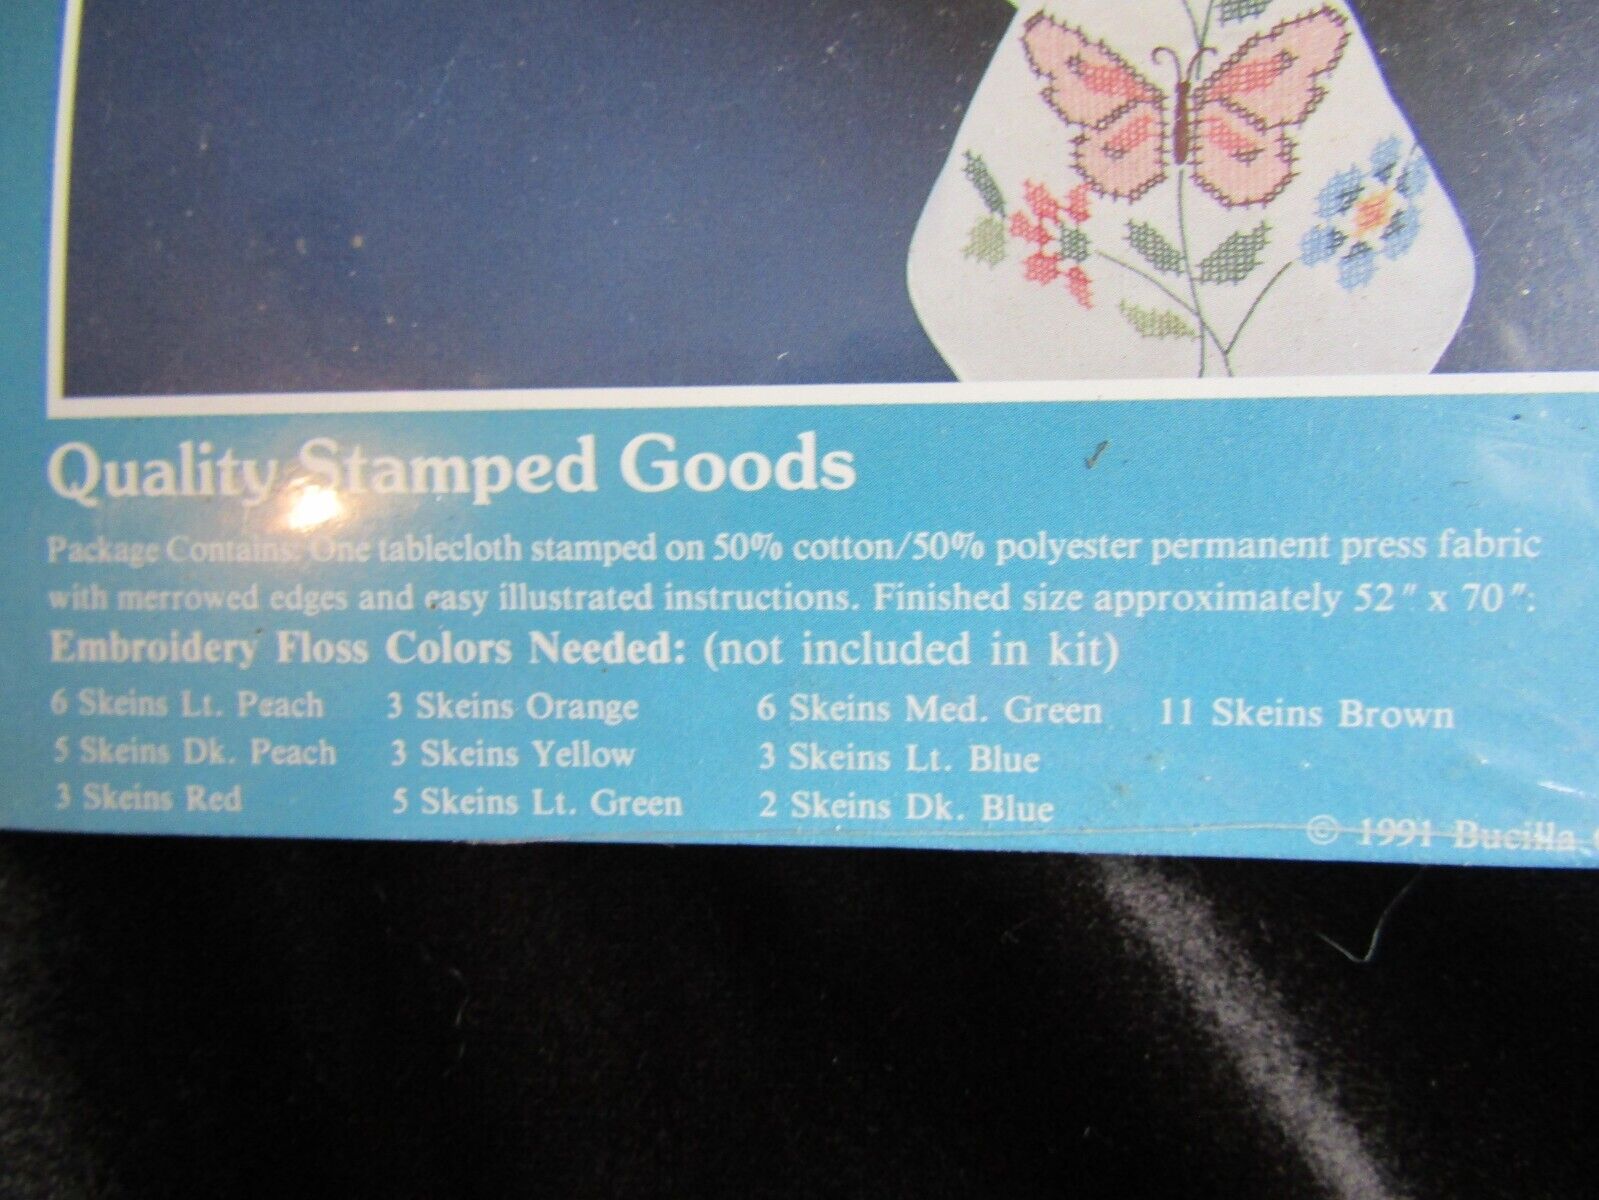 Quality Stamped Goods
Package Contains: One tablecloth stamped on 50% cotton/50% polyester permanent press fabric
with merrowed edges and easy illustrated instructions. Finished size approximately 52" x 70":
Embroidery Floss Colors Needed: (not included in kit)
6 Skeins Lt. Peach 3 Skeins Orange 6 Skeins Med. Green 11 Skeins Brown
5 Skeins Dk. Peach 3 Skeins Yellow 3 Skeins Lt. Blue
3 Skeins Red 5 Skeins Lt. Green 2 Skeins Dk. Blue
© 1991 Bucilla